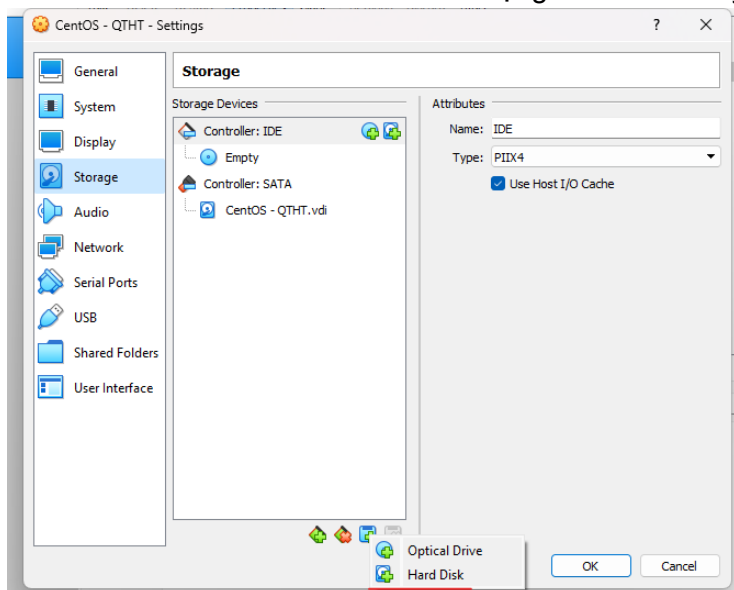 CentOS - QTHT - Settings
?
General
System
Display
Storage
Audio
Network
Serial Ports
USB
Shared Folders
User Interface
Storage
Storage Devices
Controller: IDE
Empty
Controller: SATA
CentOS - QTHT.vdi
Attributes
Name: IDE
Type: PIIX4
Use Host I/O Cache
Optical Drive
Hard Disk
OK
Cancel